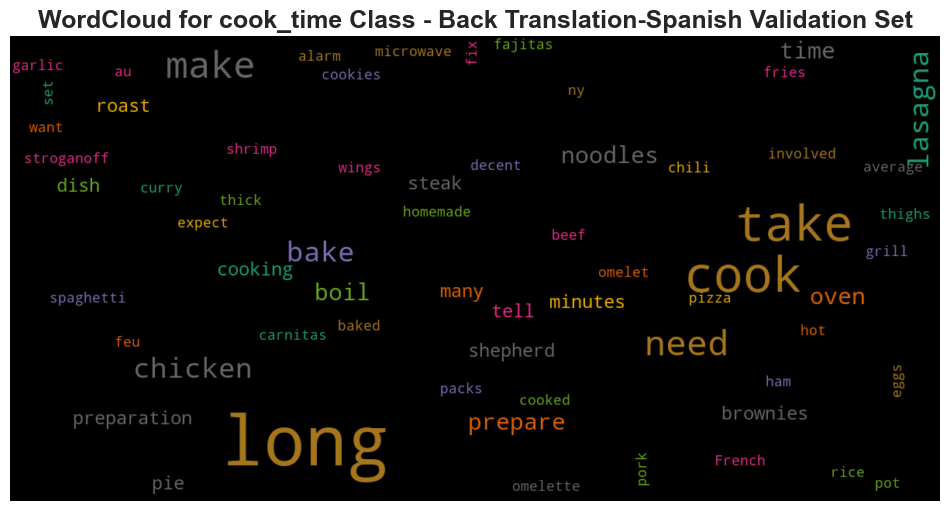 WordCloud for cook_time Class - Back Translation-Spanish Validation Set
garlic
au
make
alarm
microwave
fix
fajitas
time
fries
lasagna
cookies
set
roast
ny
want
stroganoff
shrimp
wings
decent
noodles
chili
involved
average
dish
curry
thick
steak
homemade
expect
take
thighs
beef
bake
grill
cooking
omelet
cook
boil
many
minutes
pizza
oven
spaghetti
tell
baked
carnitas
feu
need
hot
shepherd
chicken
packs
ham
eggs
cooked
preparation
prepare
brownies
long
pork
French
rice
pot
pie
omelette